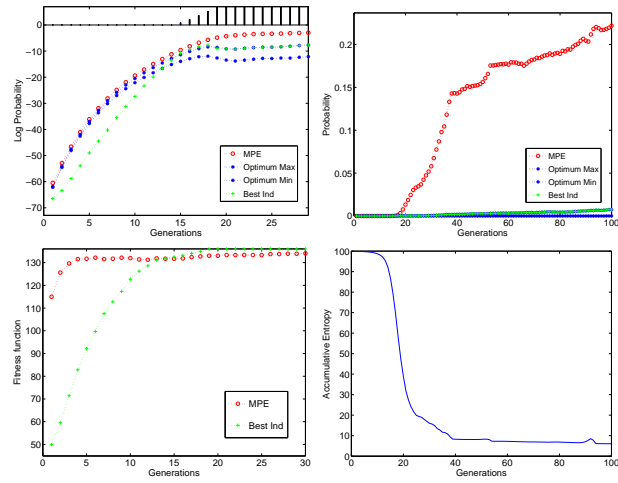 10
0
-10
-20
-30
-40
-50
-60
-70
Log Probability
MPE
Optimum Max
Optimum Min
Best Ind
0 5 10 15 20 25
Generations
0.2
0.15
0.1
0.05
0
Probability
MPE
Optimum Max
Optimum Min
Best Ind
0 20 40 60 80 100
Generations
130
120
110
100
90
80
70
60
50
Fitness function
MPE
Best Ind
0 5 10 15 20 25 30
Generations
100
90
80
70
60
50
40
30
20
10
0
Accumulative Entropy
0 20 40 60 80 100
Generations